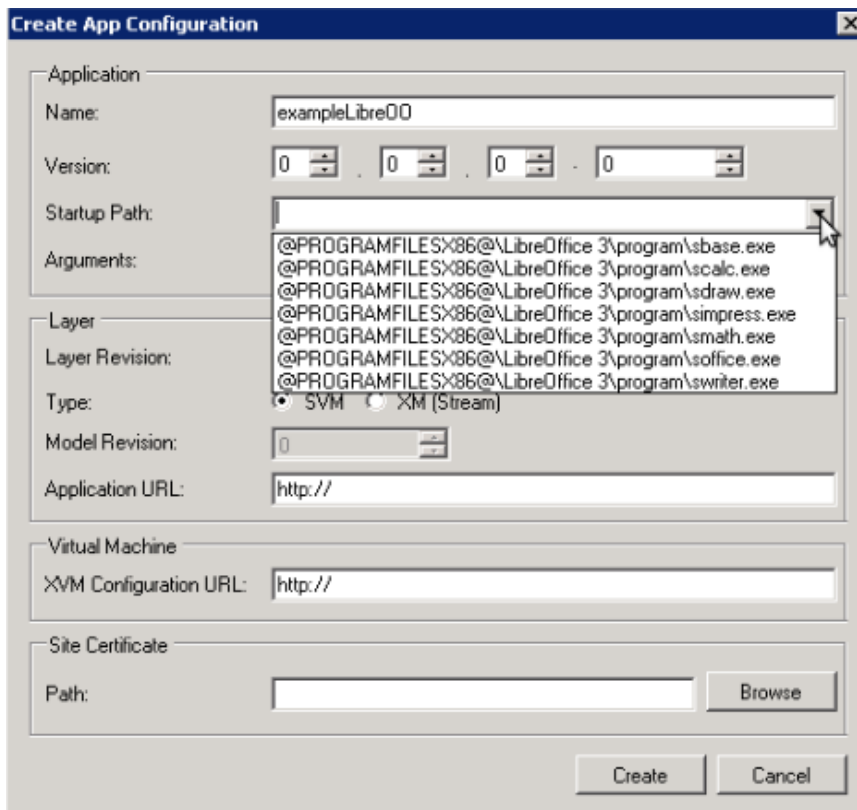 Create App Configuration
Application
Name: exampleLibreOO
Version: 0 . 0 . 0 - 0
Startup Path:
@PROGRAMFILESX86@\LibreOffice 3\program\sbase.exe
@PROGRAMFILESX86@\LibreOffice 3\program\scalc.exe
Arguments:
@PROGRAMFILESX86@\LibreOffice 3\program\sdraw.exe
@PROGRAMFILESX86@\LibreOffice 3\program\simpress.exe
Layer
@PROGRAMFILESX86@\LibreOffice 3\program\smath.exe
Layer Revision:
@PROGRAMFILESX86@\LibreOffice 3\program\soffice.exe
@PROGRAMFILESX86@\LibreOffice 3\program\swriter.exe
Type: SVM XM (Stream)
Model Revision: 0
Application URL: http://
Virtual Machine
XVM Configuration URL: http://
Site Certificate
Path: Browse
Create Cancel